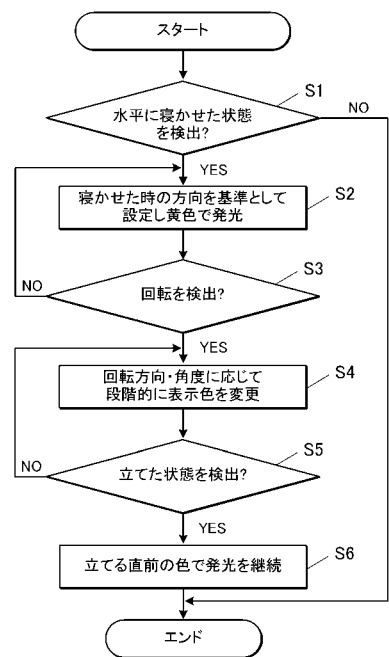 スタート
S1
水平に寝かせた状態
を検出?
NO
YES
寝かせた時の方向を基準として
設定し黄色で発光
S2
S3
回転を検出?
NO
YES
回転方向・角度に応じて
段階的に表示色を変更
S4
S5
立てた状態を検出?
NO
YES
立てる直前の色で発光を継続
S6
エンド